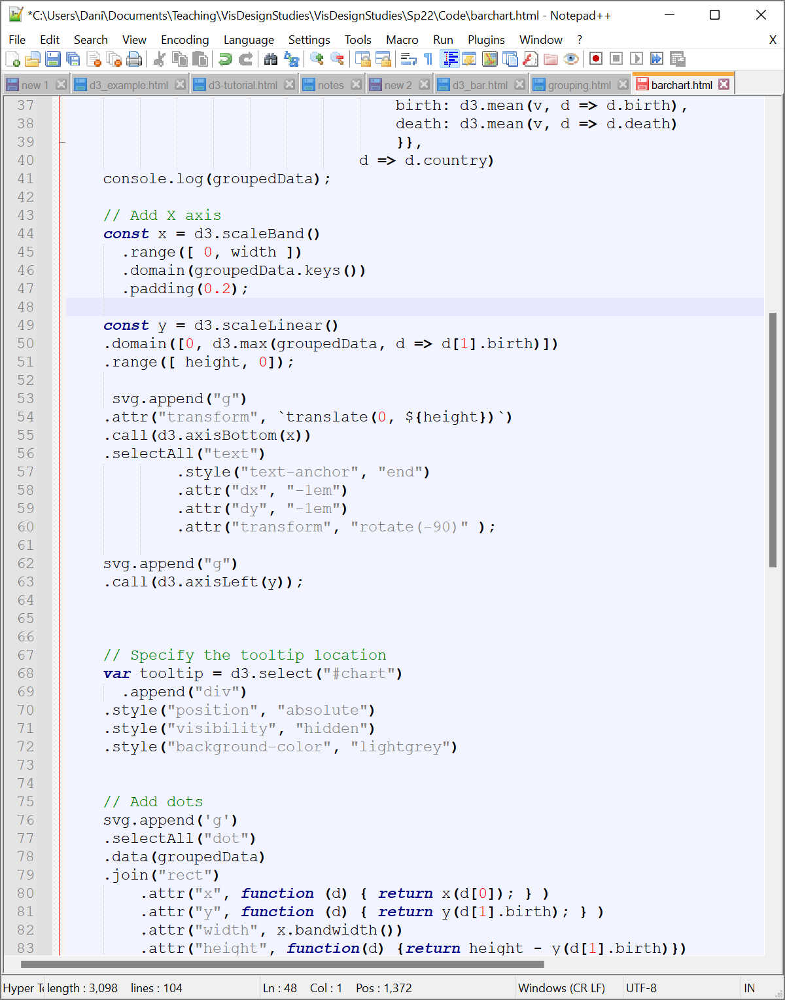 *C:\Users\Dani\Documents\Teaching\VisDesignStudies\VisDesignStudies\Sp22\Code\barchart.html - Notepad++
File Edit Search View Encoding Language Settings Tools Macro Run Plugins Window ? X
new 1 d3_example.html d3-tutorial.html notes new 2 d3_bar.html grouping.html barchart.html
37 birth: d3.mean(v, d => d.birth),
38 death: d3.mean(v, d => d.death)
39 }},
40 d => d.country)
41 console.log(groupedData);
42
43 // Add X axis
44 const x = d3.scaleBand()
45 .range([ 0, width ])
46 .domain(groupedData.keys())
47 .padding(0.2);
48
49 const y = d3.scaleLinear()
50 .domain([0, d3.max(groupedData, d => d[1].birth)])
51 .range([ height, 0]);
52
53 svg.append("g")
54 .attr("transform", `translate(0, ${height})`)
55 .call(d3.axisBottom(x))
56 .selectAll("text")
57 .style("text-anchor", "end")
58 .attr("dx", "-1em")
59 .attr("dy", "-1em")
60 .attr("transform", "rotate(-90)" );
61
62 svg.append("g")
63 .call(d3.axisLeft(y));
64
65
66
67 // Specify the tooltip location
68 var tooltip = d3.select("#chart")
69 .append("div")
70 .style("position", "absolute")
71 .style("visibility", "hidden")
72 .style("background-color", "lightgrey")
73
74
75 // Add dots
76 svg.append('g')
77 .selectAll("dot")
78 .data(groupedData)
79 .join("rect")
80 .attr("x", function (d) { return x(d[0]); } )
81 .attr("y", function (d) { return y(d[1].birth); } )
82 .attr("width", x.bandwidth())
83 .attr("height", function(d) {return height - y(d[1].birth)})
Hyper Te length : 3,098 lines : 104 Ln : 48 Col : 1 Pos : 1,372 Windows (CR LF) UTF-8 IN